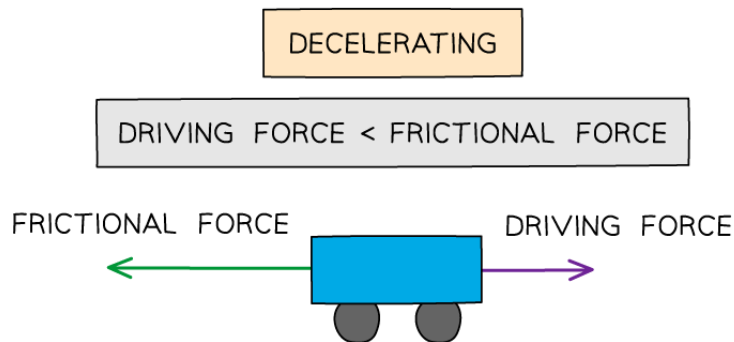 DECELERATING
DRIVING FORCE < FRICTIONAL FORCE
FRICTIONAL FORCE
DRIVING FORCE